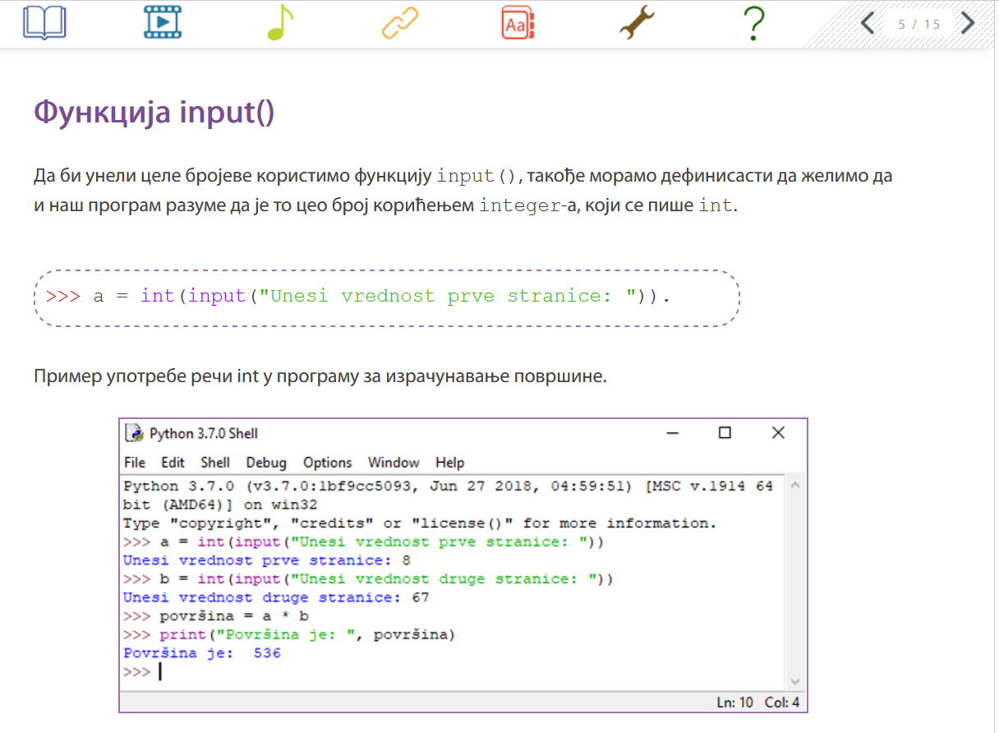 Aa
5 / 15
Функција input()
Да би унели целе бројеве користимо функцију input(), такође морамо дефинисасти да желимо да
и наш програм разуме да је то цео број корићењем integer-а, који се пише int.
>>> a = int(input("Unesi vrednost prve stranice: ")).
Пример употребе речи int у програму за израчунавање површине.
Python 3.7.0 Shell
File Edit Shell Debug Options Window Help
Python 3.7.0 (v3.7.0:1bf9cc5093, Jun 27 2018, 04:59:51) [MSC v.1914 64
bit (AMD64)] on win32
Type "copyright", "credits" or "license()" for more information.
>>> a = int(input("Unesi vrednost prve stranice: "))
Unesi vrednost prve stranice: 8
>>> b = int(input("Unesi vrednost druge stranice: "))
Unesi vrednost druge stranice: 67
>>> površina = a * b
>>> print("Površina je: ", površina)
Površina je:  536
>>>
Ln: 10 Col: 4